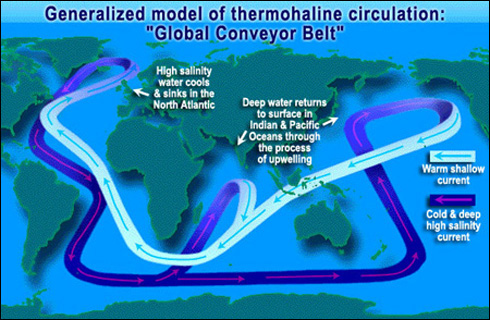 Generalized model of thermohaline circulation:
"Global Conveyor Belt"
High salinity
water cools
& sinks in the
North Atlantic
Deep water returns
to surface in
Indian & Pacific
Oceans through
the process
of upwelling
Warm shallow
current
Cold & deep
high salinity
current